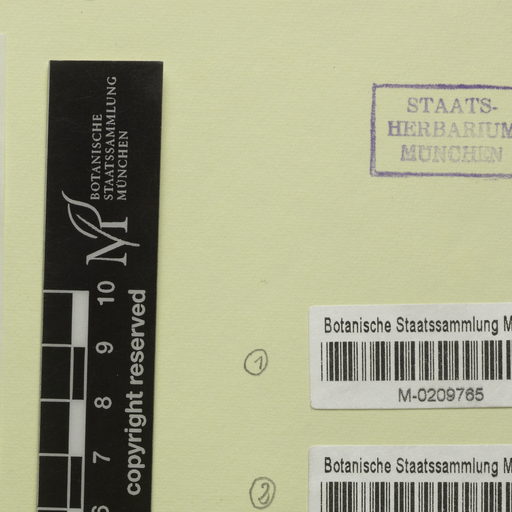 BOTANISCHE
STAATSSAMMLUNG
MÜNCHEN
STAATS-
HERBARIUM
MÜNCHEN
copyright reserved
10
9
8
7
6
1
Botanische Staatssammlung M
M-0209765
2
Botanische Staatssammlung M